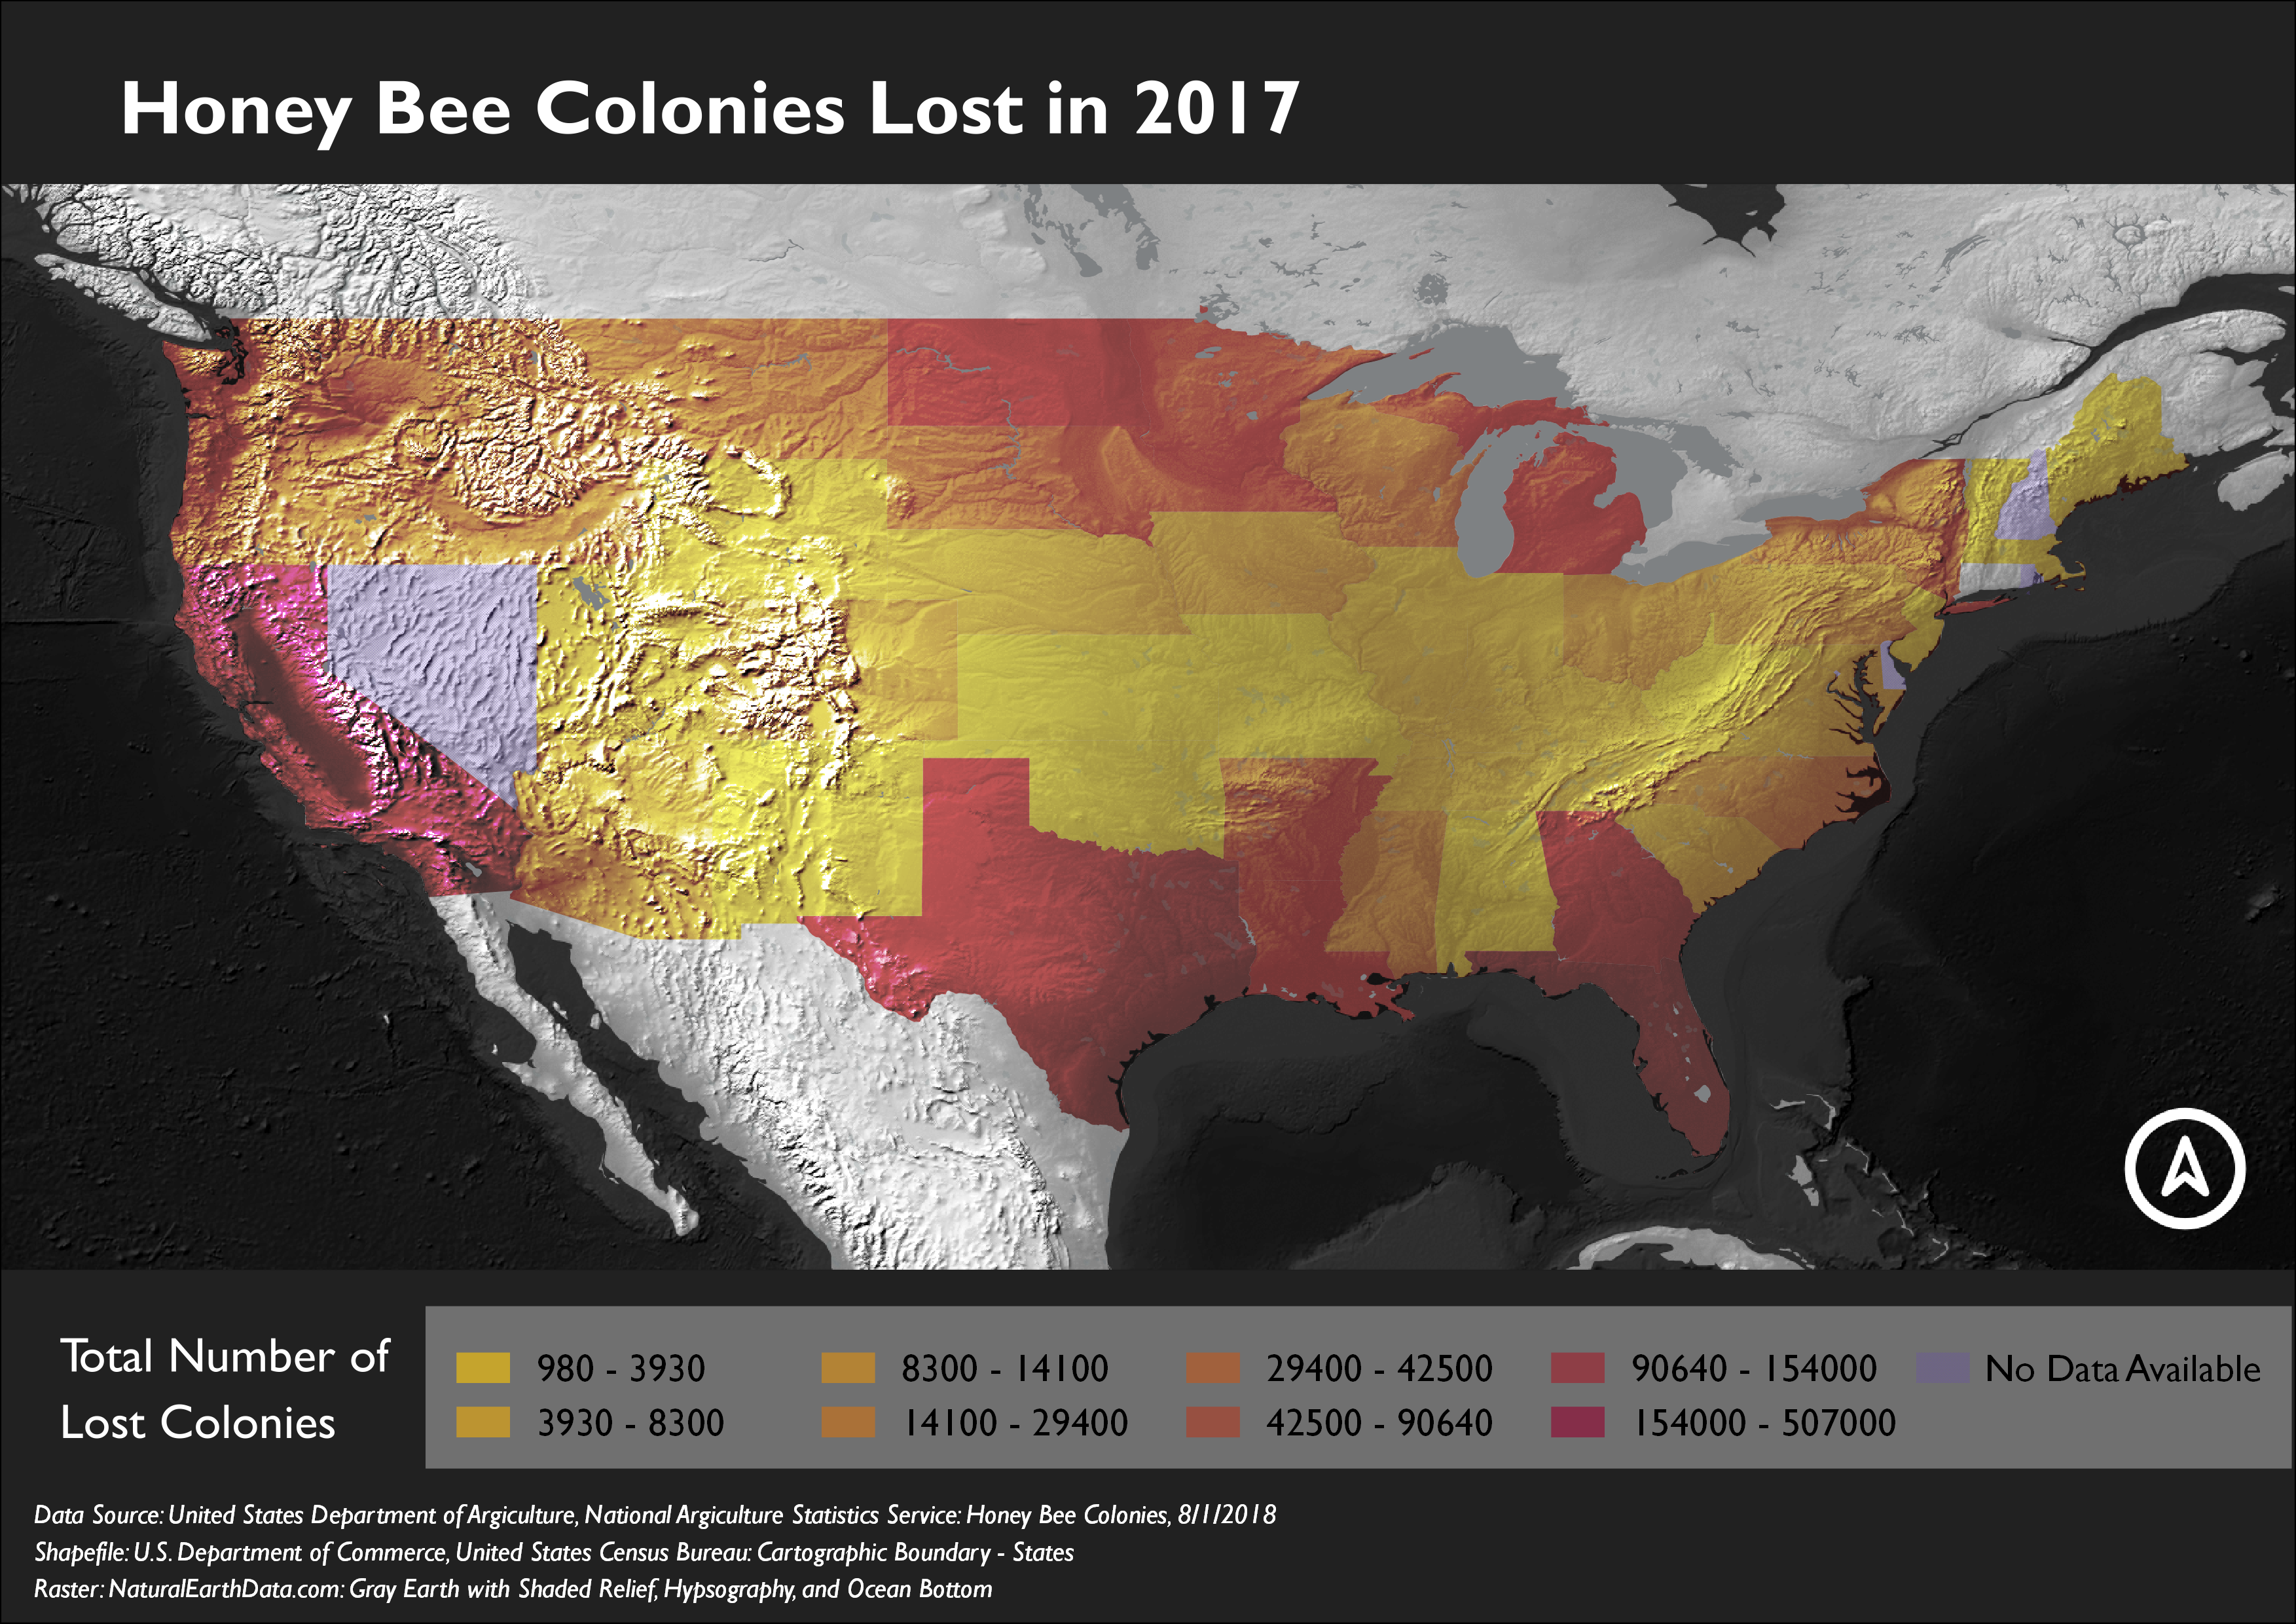 Honey Bee Colonies Lost in 2017
Total Number of
Lost Colonies
980 - 3930
8300 - 14100
29400 - 42500
90640 - 154000
No Data Available
3930 - 8300
14100 - 29400
42500 - 90640
154000 - 507000
Data Source: United States Department of Argiculture, National Argiculture Statistics Service: Honey Bee Colonies, 8/1/2018
Shapefile: U.S. Department of Commerce, United States Census Bureau: Cartographic Boundary - States
Raster: NaturalEarthData.com: Gray Earth with Shaded Relief, Hypsography, and Ocean Bottom